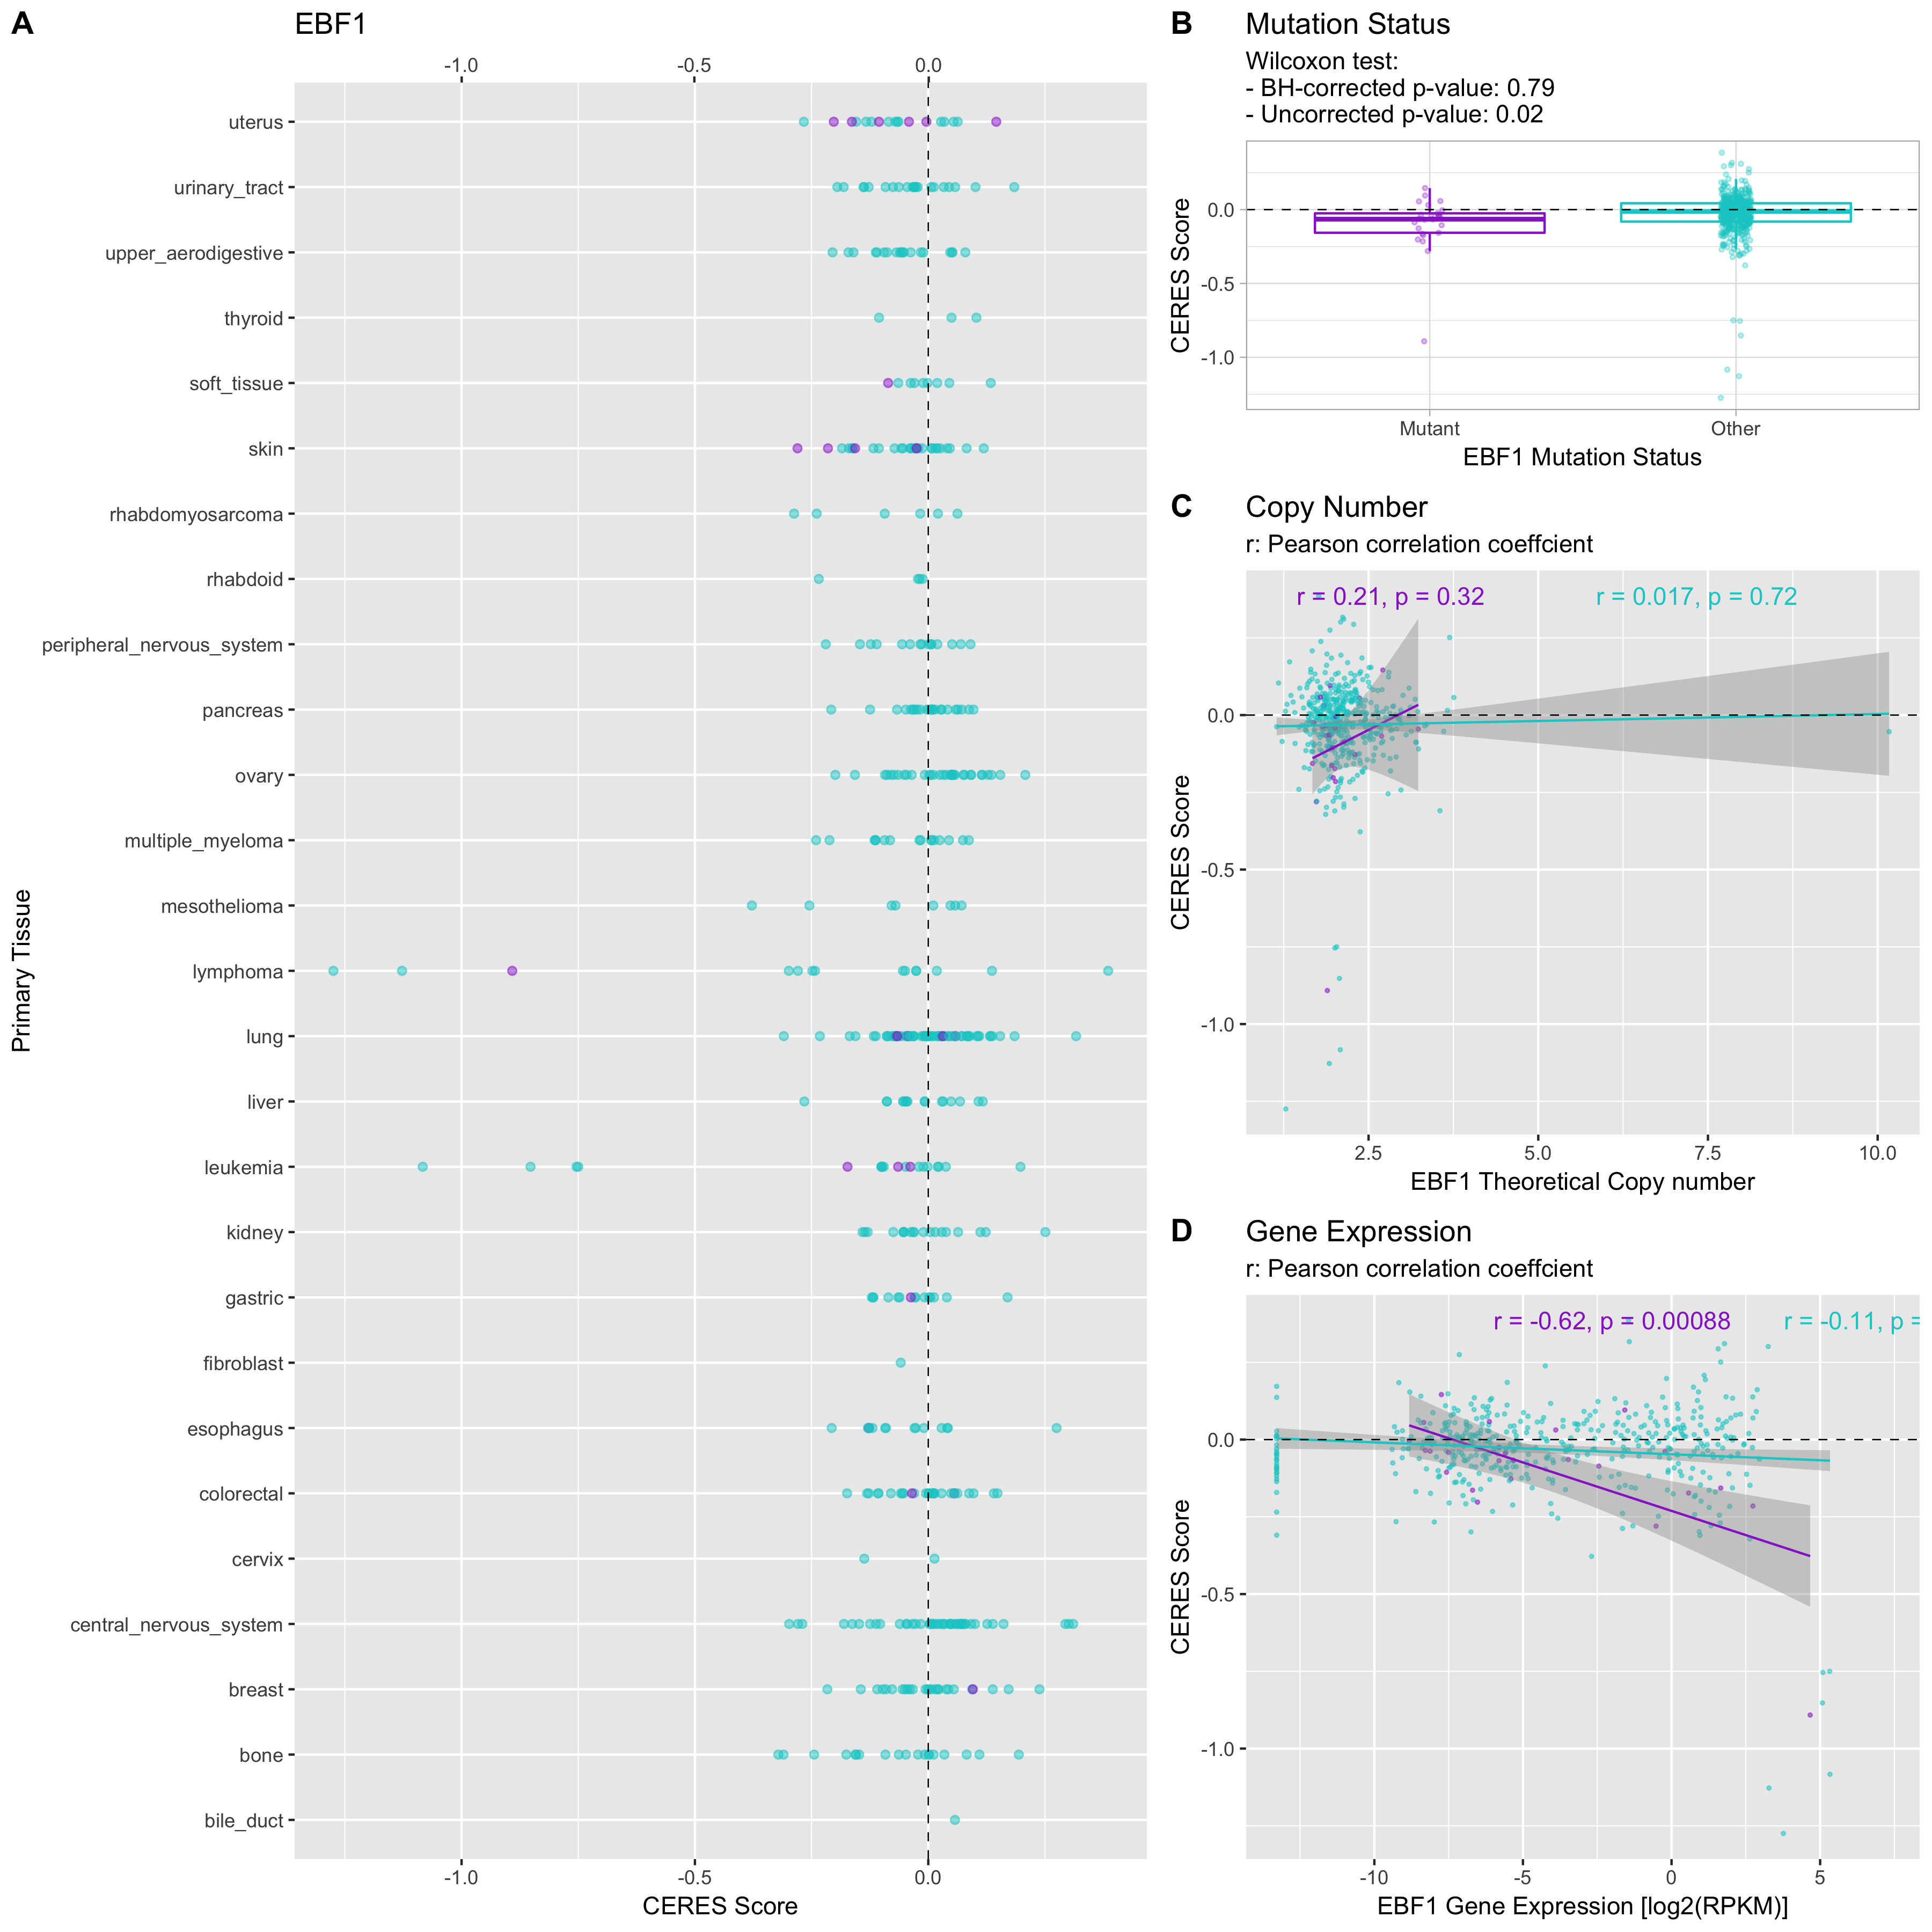 A
EBF1
-1.0 -0.5 0.0
uterus
urinary_tract
upper_aerodigestive
thyroid
soft_tissue
skin
rhabdomyosarcoma
rhabdoid
peripheral_nervous_system
pancreas
ovary
multiple_myeloma
mesothelioma
lymphoma
lung
liver
leukemia
kidney
gastric
fibroblast
esophagus
colorectal
cervix
central_nervous_system
breast
bone
bile_duct
Primary Tissue
-1.0 -0.5 0.0
CERES Score
B
Mutation Status
Wilcoxon test:
- BH-corrected p-value: 0.79
- Uncorrected p-value: 0.02
CERES Score
0.0
-0.5
-1.0
Mutant Other
EBF1 Mutation Status
C
Copy Number
r: Pearson correlation coeffcient
r = 0.21, p = 0.32 r = 0.017, p = 0.72
CERES Score
0.0
-0.5
-1.0
2.5 5.0 7.5 10.0
EBF1 Theoretical Copy number
D
Gene Expression
r: Pearson correlation coeffcient
r = -0.62, p = 0.00088 r = -0.11, p =
CERES Score
0.0
-0.5
-1.0
-10 -5 0 5
EBF1 Gene Expression [log2(RPKM)]